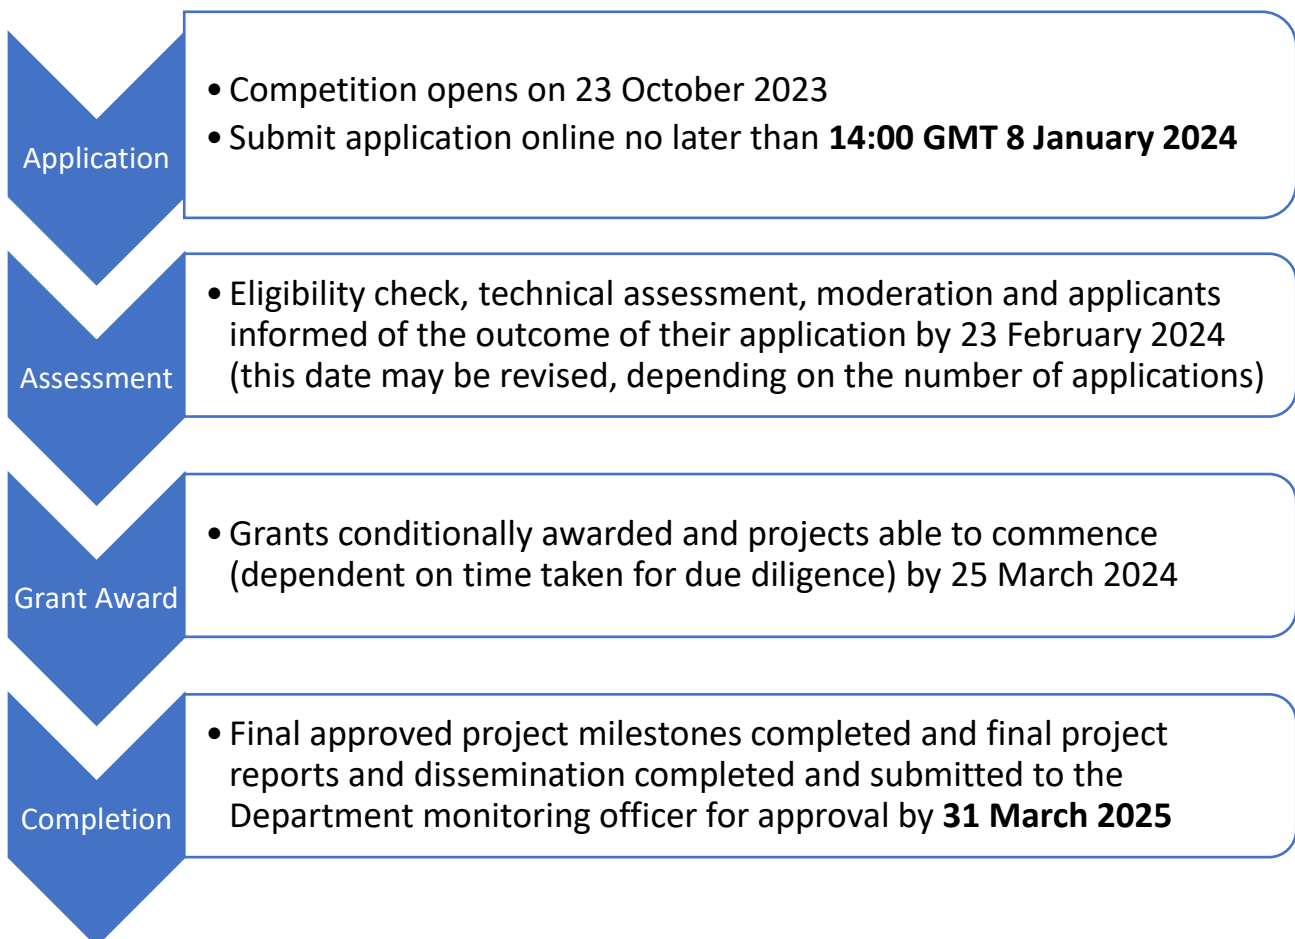 Application
• Competition opens on 23 October 2023
• Submit application online no later than 14:00 GMT 8 January 2024
Assessment
• Eligibility check, technical assessment, moderation and applicants
informed of the outcome of their application by 23 February 2024
(this date may be revised, depending on the number of applications)
Grant Award
• Grants conditionally awarded and projects able to commence
(dependent on time taken for due diligence) by 25 March 2024
Completion
• Final approved project milestones completed and final project
reports and dissemination completed and submitted to the
Department monitoring officer for approval by 31 March 2025